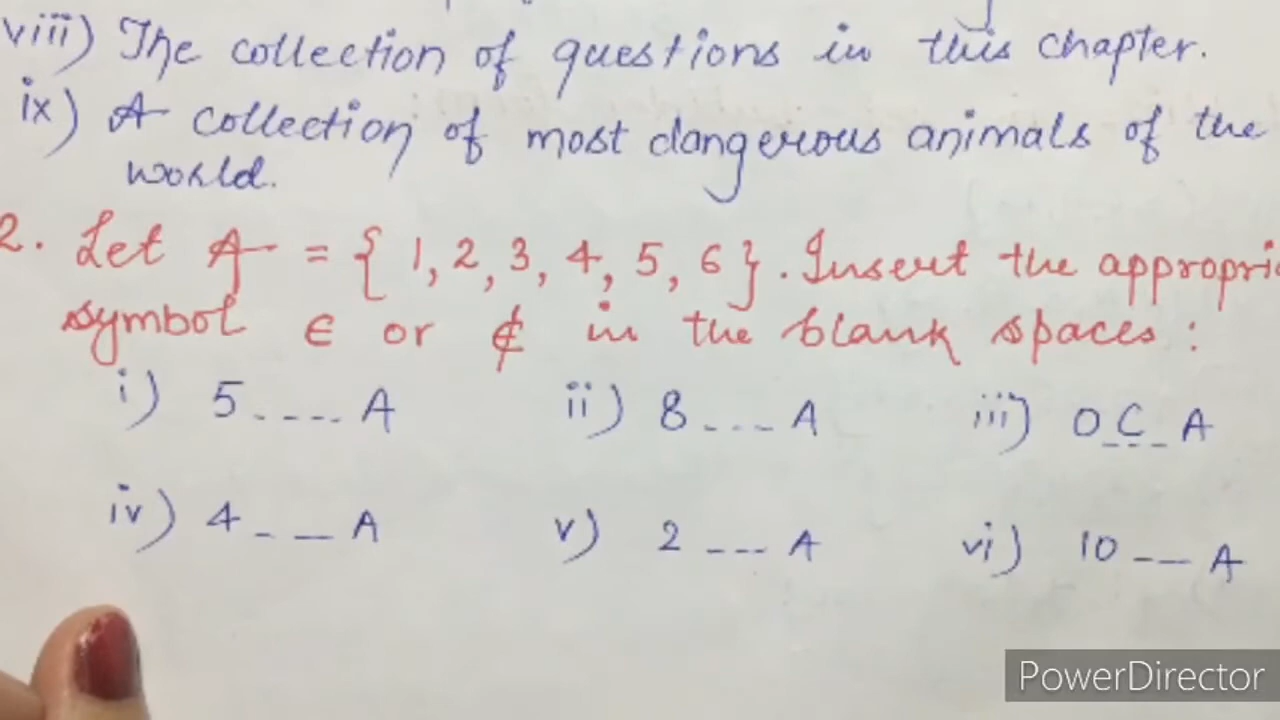 viii) The collection of questions in this chapter.
ix) A collection of most dangerous animals of the
world.
2. Let A = { 1, 2, 3, 4, 5, 6 }. Insert the appropri
symbol ∈ or ∉ in the blank spaces :
i) 5 ---- A ii) 8 --- A iii) 0 C A
iv) 4 - — A v) 2 --- A vi) 10 -— A
PowerDirector